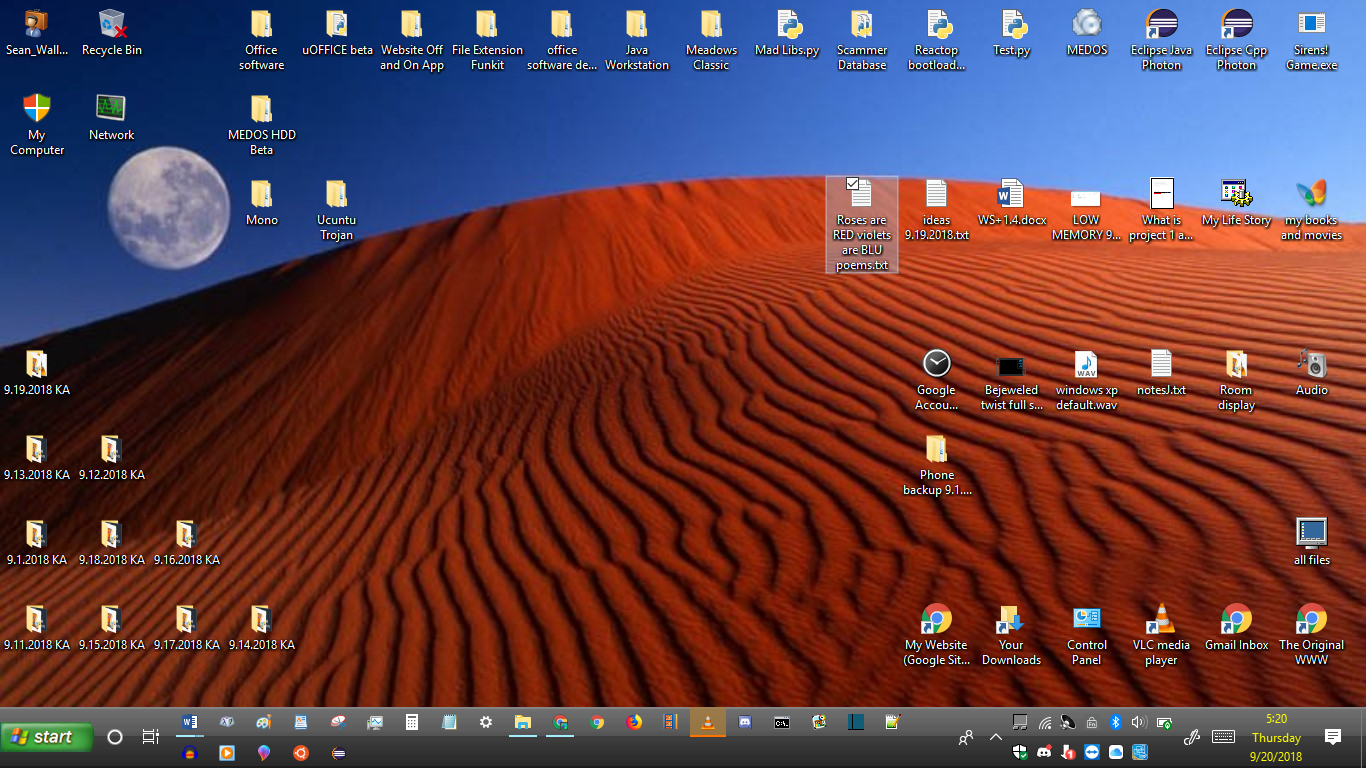 Sean_Wall...
Recycle Bin
Office
software
uOFFICE beta
Website Off
and On App
File Extension
Funkit
office
software de...
Java
Workstation
Meadows
Classic
Mad Libs.py
Scammer
Database
Reactop
bootload...
Test.py
MEDOS
Eclipse Java
Photon
Eclipse Cpp
Photon
Sirens!
Game.exe
My
Computer
Network
MEDOS HDD
Beta
Mono
Ucuntu
Trojan
Roses are
RED violets
are BLU
poems.txt
ideas
9.19.2018.txt
WS+1.4.docx
LOW
MEMORY 9...
What is
project 1 a...
My Life Story
my books
and movies
9.19.2018 KA
Google
Accou...
Bejeweled
twist full s...
WAV
windows xp
default.wav
notesJ.txt
Room
display
Audio
9.13.2018 KA
9.12.2018 KA
Phone
backup 9.1....
9.1.2018 KA
9.18.2018 KA
9.16.2018 KA
all files
9.11.2018 KA
9.15.2018 KA
9.17.2018 KA
9.14.2018 KA
My Website
(Google Sit...
Your
Downloads
Control
Panel
VLC media
player
Gmail Inbox
The Original
WWW
start
5:20
Thursday
9/20/2018